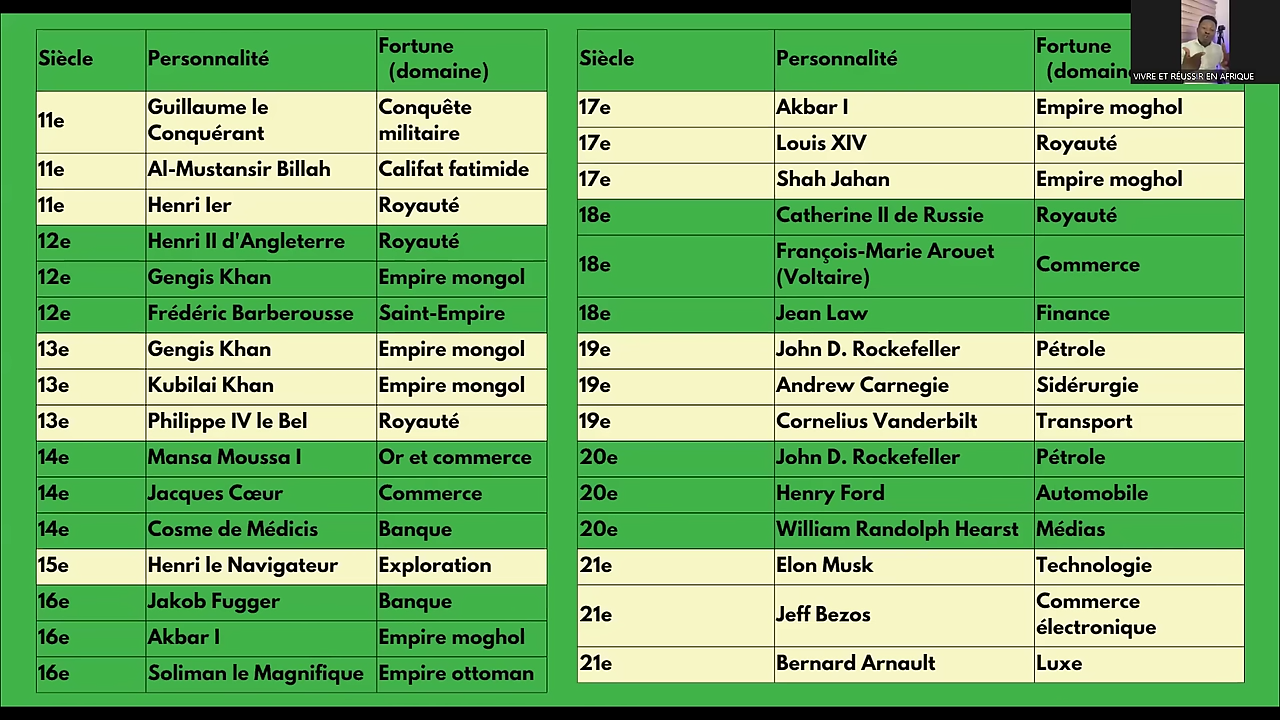 Siècle Personnalité Fortune
(domaine)
11e Guillaume le Conquête
Conquérant militaire
11e Al-Mustansir Billah Califat fatimide
11e Henri Ier Royauté
12e Henri II d'Angleterre Royauté
12e Gengis Khan Empire mongol
12e Frédéric Barberousse Saint-Empire
13e Gengis Khan Empire mongol
13e Kubilai Khan Empire mongol
13e Philippe IV le Bel Royauté
14e Mansa Moussa I Or et commerce
14e Jacques Cœur Commerce
14e Cosme de Médicis Banque
15e Henri le Navigateur Exploration
16e Jakob Fugger Banque
16e Akbar I Empire moghol
16e Soliman le Magnifique Empire ottoman
Siècle Personnalité Fortune
(domaine
17e Akbar I Empire moghol
17e Louis XIV Royauté
17e Shah Jahan Empire moghol
18e Catherine II de Russie Royauté
18e François-Marie Arouet Commerce
(Voltaire)
18e Jean Law Finance
19e John D. Rockefeller Pétrole
19e Andrew Carnegie Sidérurgie
19e Cornelius Vanderbilt Transport
20e John D. Rockefeller Pétrole
20e Henry Ford Automobile
20e William Randolph Hearst Médias
21e Elon Musk Technologie
21e Jeff Bezos Commerce
électronique
21e Bernard Arnault Luxe
VIVRE ET RÉUSSIR EN AFRIQUE